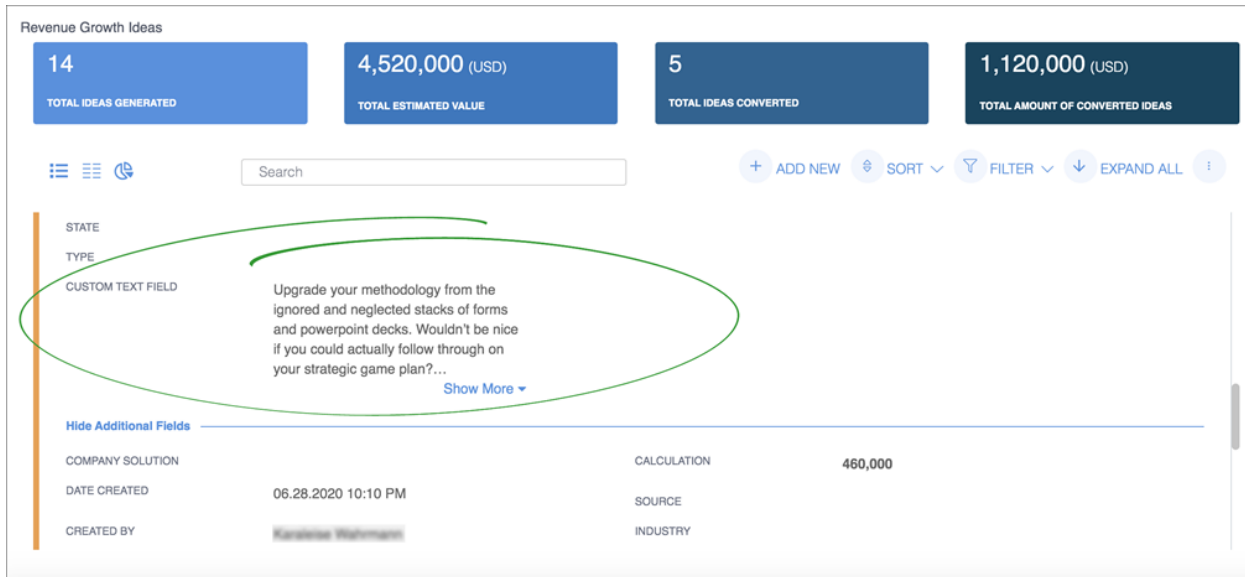 Revenue Growth Ideas
14
TOTAL IDEAS GENERATED
4,520,000 (USD)
TOTAL ESTIMATED VALUE
5
TOTAL IDEAS CONVERTED
1,120,000 (USD)
TOTAL AMOUNT OF CONVERTED IDEAS
Search
ADD NEW
SORT
FILTER
EXPAND ALL
STATE
TYPE
CUSTOM TEXT FIELD
Upgrade your methodology from the
ignored and neglected stacks of forms
and powerpoint decks. Wouldn't be nice
if you could actually follow through on
your strategic game plan?...
Show More
Hide Additional Fields
COMPANY SOLUTION
CALCULATION
460,000
DATE CREATED
06.28.2020 10:10 PM
SOURCE
CREATED BY
INDUSTRY